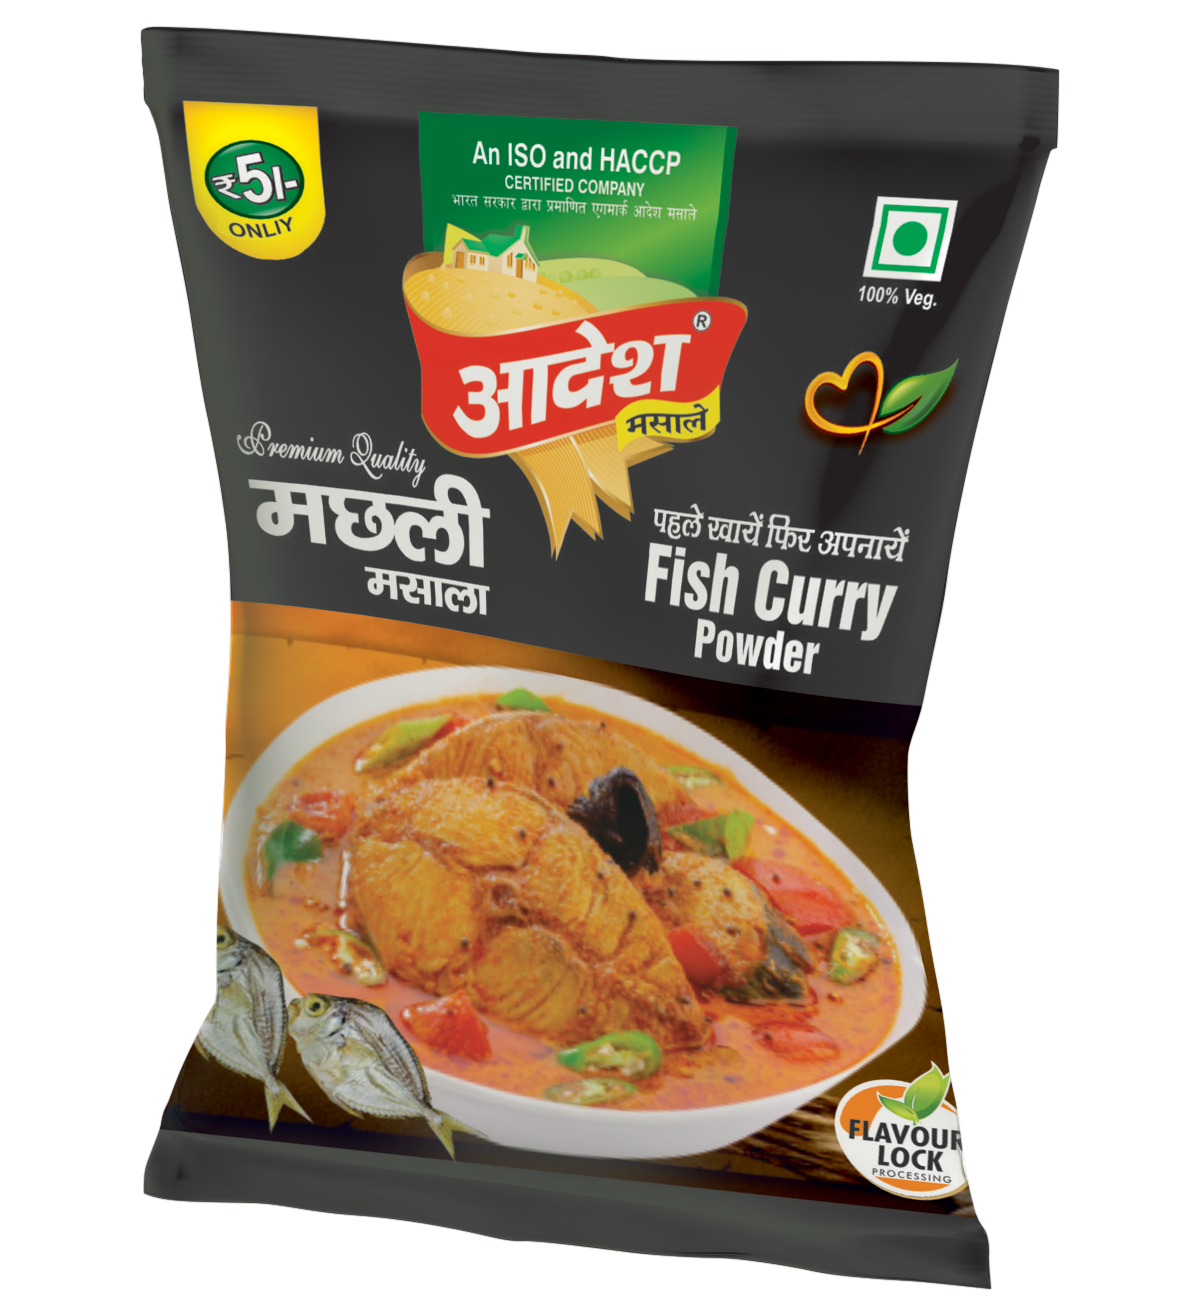 ₹5/-
ONLIY
An ISO and HACCP
CERTIFIED COMPANY
भारत सरकार द्वारा प्रमाणित एगमार्क आदेश मसाले
100% Veg.
आदेश ®
मसाले
Premium Quality
मछली
मसाला
पहले खायें फिर अपनायें
Fish Curry
Powder
FLAVOUR
LOCK
PROCESSING